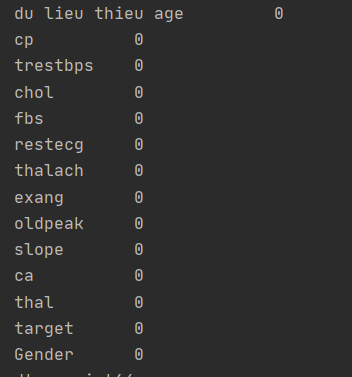 du lieu thieu age 0
cp 0
trestbps 0
chol 0
fbs 0
restecg 0
thalach 0
exang 0
oldpeak 0
slope 0
ca 0
thal 0
target 0
Gender 0